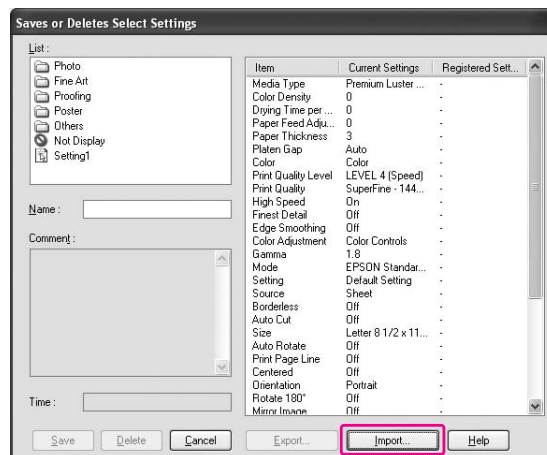 Saves or Deletes Select Settings
List :
Photo
Fine Art
Proofing
Poster
Others
Not Display
Setting1
Name :
Comment :
Time :
Item Current Settings Registered Sett...
Media Type Premium Luster ... -
Color Density 0 -
Drying Time per ... 0 -
Paper Feed Adju... 0 -
Paper Thickness 3 -
Platen Gap Auto -
Color Color -
Print Quality Level LEVEL 4 (Speed) -
Print Quality SuperFine - 144... -
High Speed On -
Finest Detail Off -
Edge Smoothing Off -
Color Adjustment Color Controls -
Gamma 1.8 -
Mode EPSON Standar... -
Setting Default Setting -
Source Sheet -
Borderless Off -
Auto Cut Off -
Size Letter 8 1/2 x 11... -
Auto Rotate Off -
Print Page Line Off -
Centered Off -
Orientation Portrait -
Rotate 180° Off -
Mirror Image Off -
Save Delete Cancel Export... Import... Help